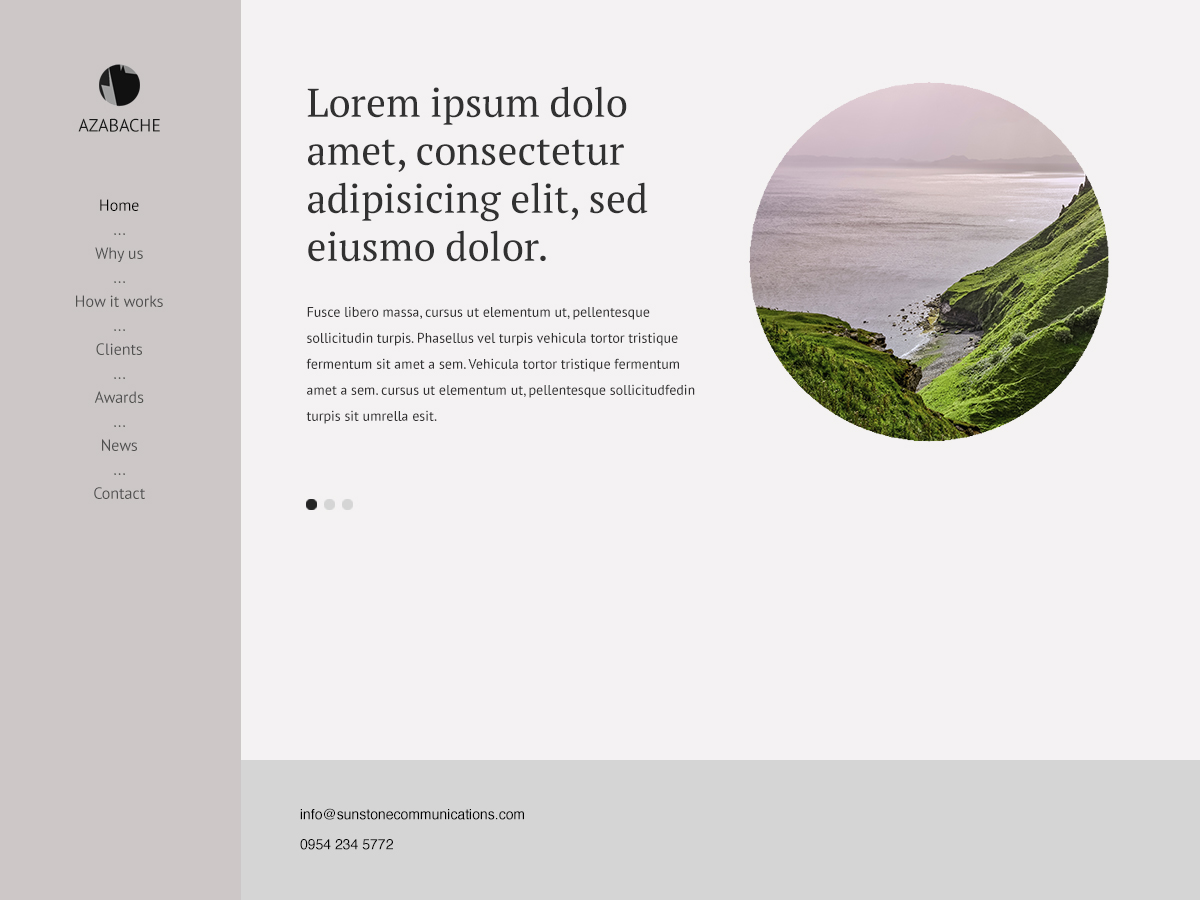 AZABACHE
Home
...
Why us
...
How it works
...
Clients
...
Awards
...
News
...
Contact
Lorem ipsum dolo
amet, consectetur
adipisicing elit, sed
eiusmo dolor.
Fusce libero massa, cursus ut elementum ut, pellentesque
sollicitudin turpis. Phasellus vel turpis vehicula tortor tristique
fermentum sit amet a sem. Vehicula tortor tristique fermentum
amet a sem. cursus ut elementum ut, pellentesque sollicitudfedin
turpis sit umrella esit.
info@sunstonecommunications.com
0954 234 5772